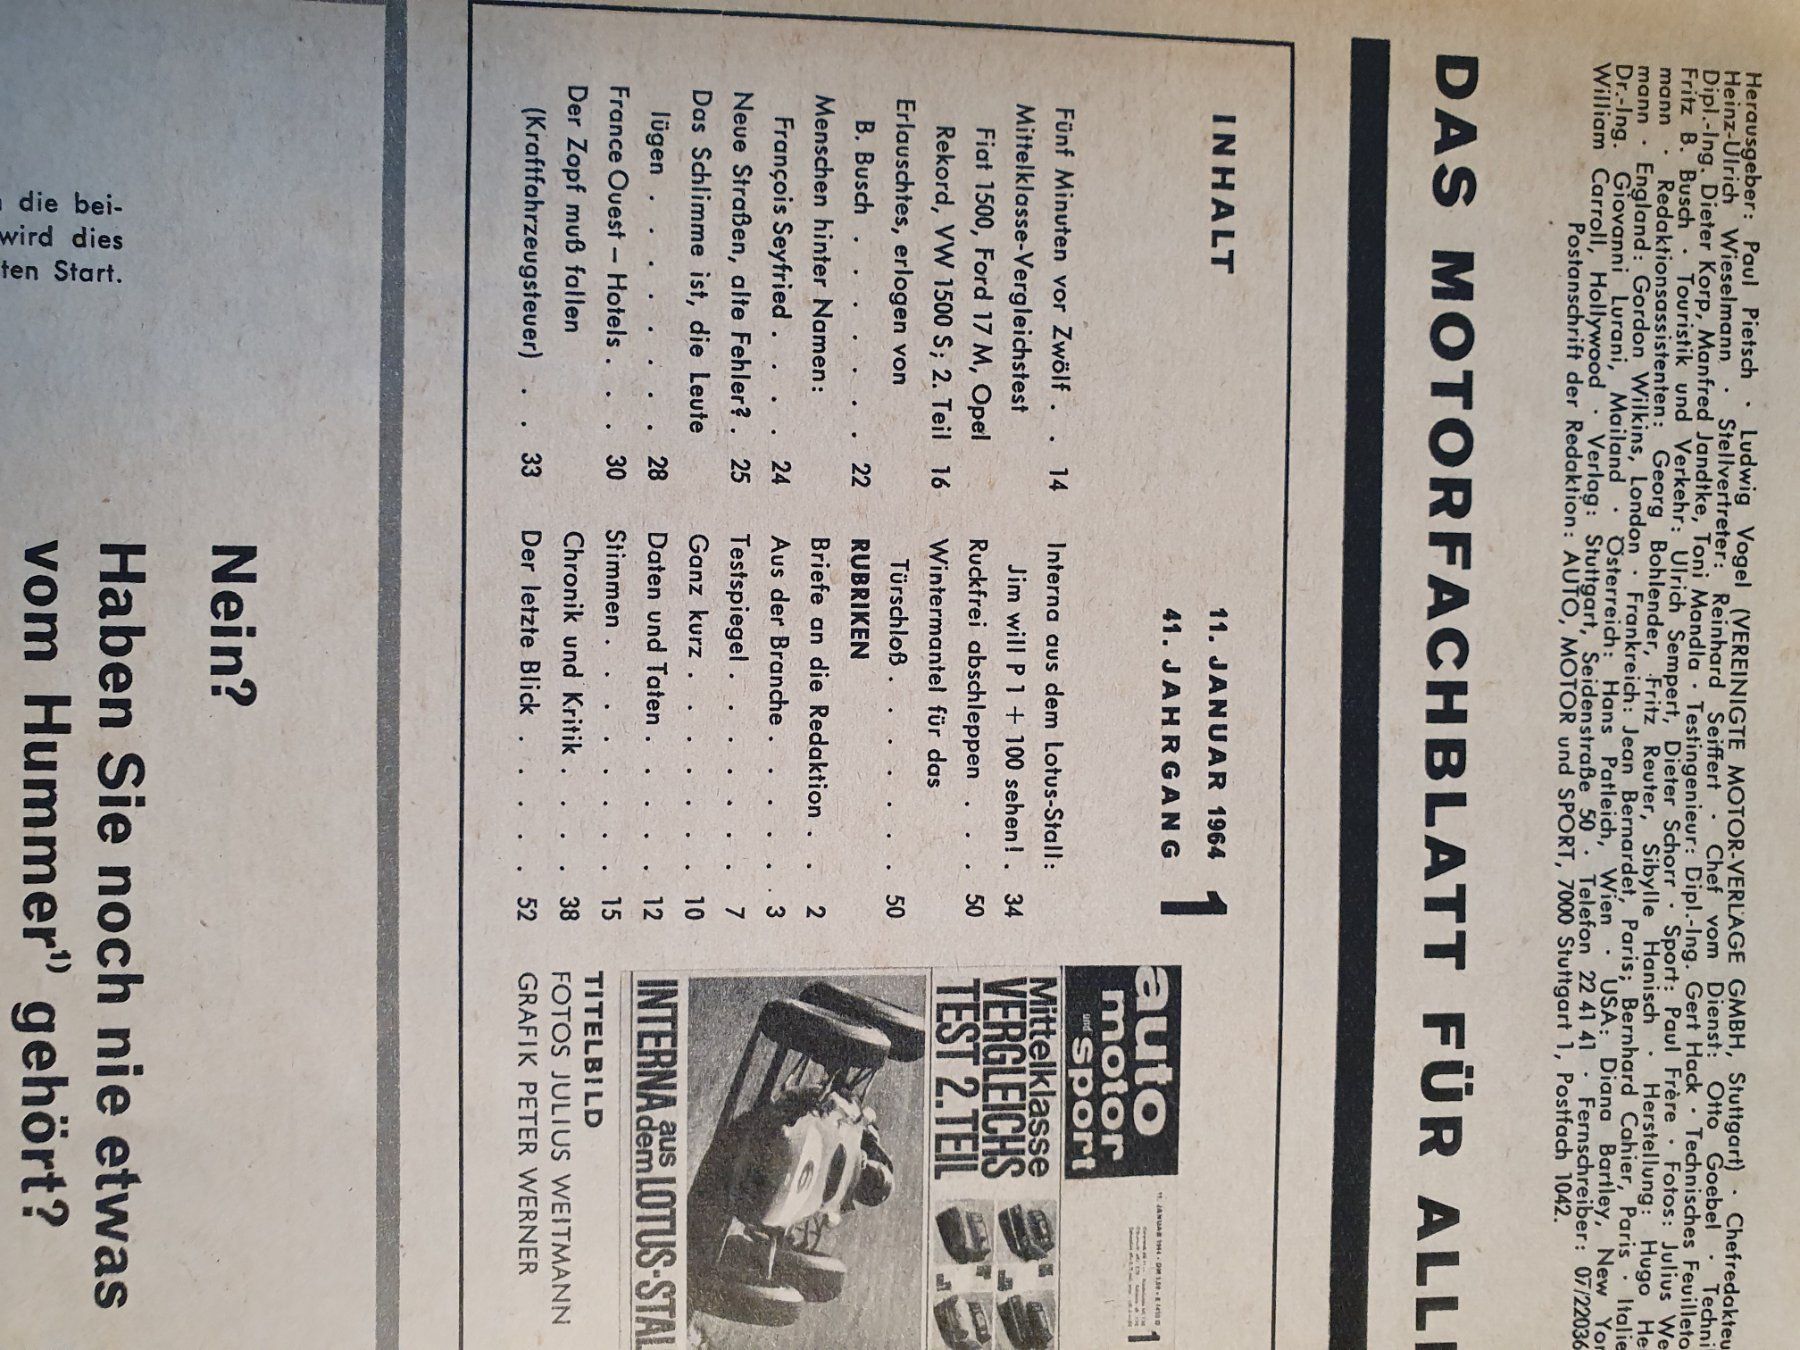 Herausgeber: Paul Pietsch · Ludwig Vogel (VEREINIGTE MOTOR-VERLAGE GMBH, Stuttgart) · Chefredakteu
Heinz-Ulrich Wieselmann · Stellvertreter: Reinhard Seiffert · Chef vom Dienst: Otto Goebel · Techni
Dipl.-Ing. Dieter Korp, Manfred Jandtke, Toni Mandla · Testingenieur: Dipl.-Ing. Gert Hack · Technisches Feuilleto
Fritz B. Busch · Touristik und Verkehr: Ulrich Sempert, Dieter Schorr · Sport: Paul Frère · Fotos: Julius We
mann · Redaktionsassistenten: Georg Bohlender, Fritz Reuter, Sibylle Hanisch · Herstellung: Hugo He
mann · England: Gordon Wilkins, London · Frankreich: Jean Bernardet, Paris; Bernhard Cahier, Paris · Italie
Dr.-Ing. Giovanni Lurani, Mailand · Österreich: Hans Patleich, Wien · USA: Diana Bartley, New Yor
William Carroll, Hollywood · Verlag: Stuttgart, Seidenstraße 50 · Telefon 22 41 41 · Fernschreiber: 07/22036
Postanschrift der Redaktion: AUTO, MOTOR und SPORT, 7000 Stuttgart 1, Postfach 1042.
DAS MOTORFACHBLATT FÜR ALL
INHALT
11. JANUAR 1964
41. JAHRGANG
1
Fünf Minuten vor Zwölf . . 14
Mittelklasse-Vergleichstest
Fiat 1500, Ford 17 M, Opel
Rekord, VW 1500 S; 2. Teil 16
Erlauschtes, erlogen von
B. Busch . . . . . . 22
Menschen hinter Namen:
François Seyfried . . . . 24
Neue Straßen, alte Fehler? . 25
Das Schlimme ist, die Leute
lügen . . . . . . . 28
France Ouest – Hotels . . . 30
Der Zopf muß fallen
(Kraftfahrzeugsteuer) . . 33
Interna aus dem Lotus-Stall:
Jim will P 1 + 100 sehen! . 34
Ruckfrei abschleppen . . . 50
Wintermantel für das
Türschloß . . . . . . 50
RUBRIKEN
Briefe an die Redaktion . . 2
Aus der Branche . . . . . 3
Testspiegel . . . . . . 7
Ganz kurz . . . . . . . 10
Daten und Taten . . . . . 12
Stimmen . . . . . . . . 15
Chronik und Kritik . . . . 38
Der letzte Blick . . . . . 52
auto
motor
und
sport
Mittelklasse
VERGLEICHS
TEST 2.TEIL
1
INTERNA aus dem LOTUS-STAL
TITELBILD
FOTOS JULIUS WEITMANN
GRAFIK PETER WERNER
die bei-
wird dies
ten Start.
Nein?
Haben Sie noch nie etwas
vom Hummer¹) gehört?